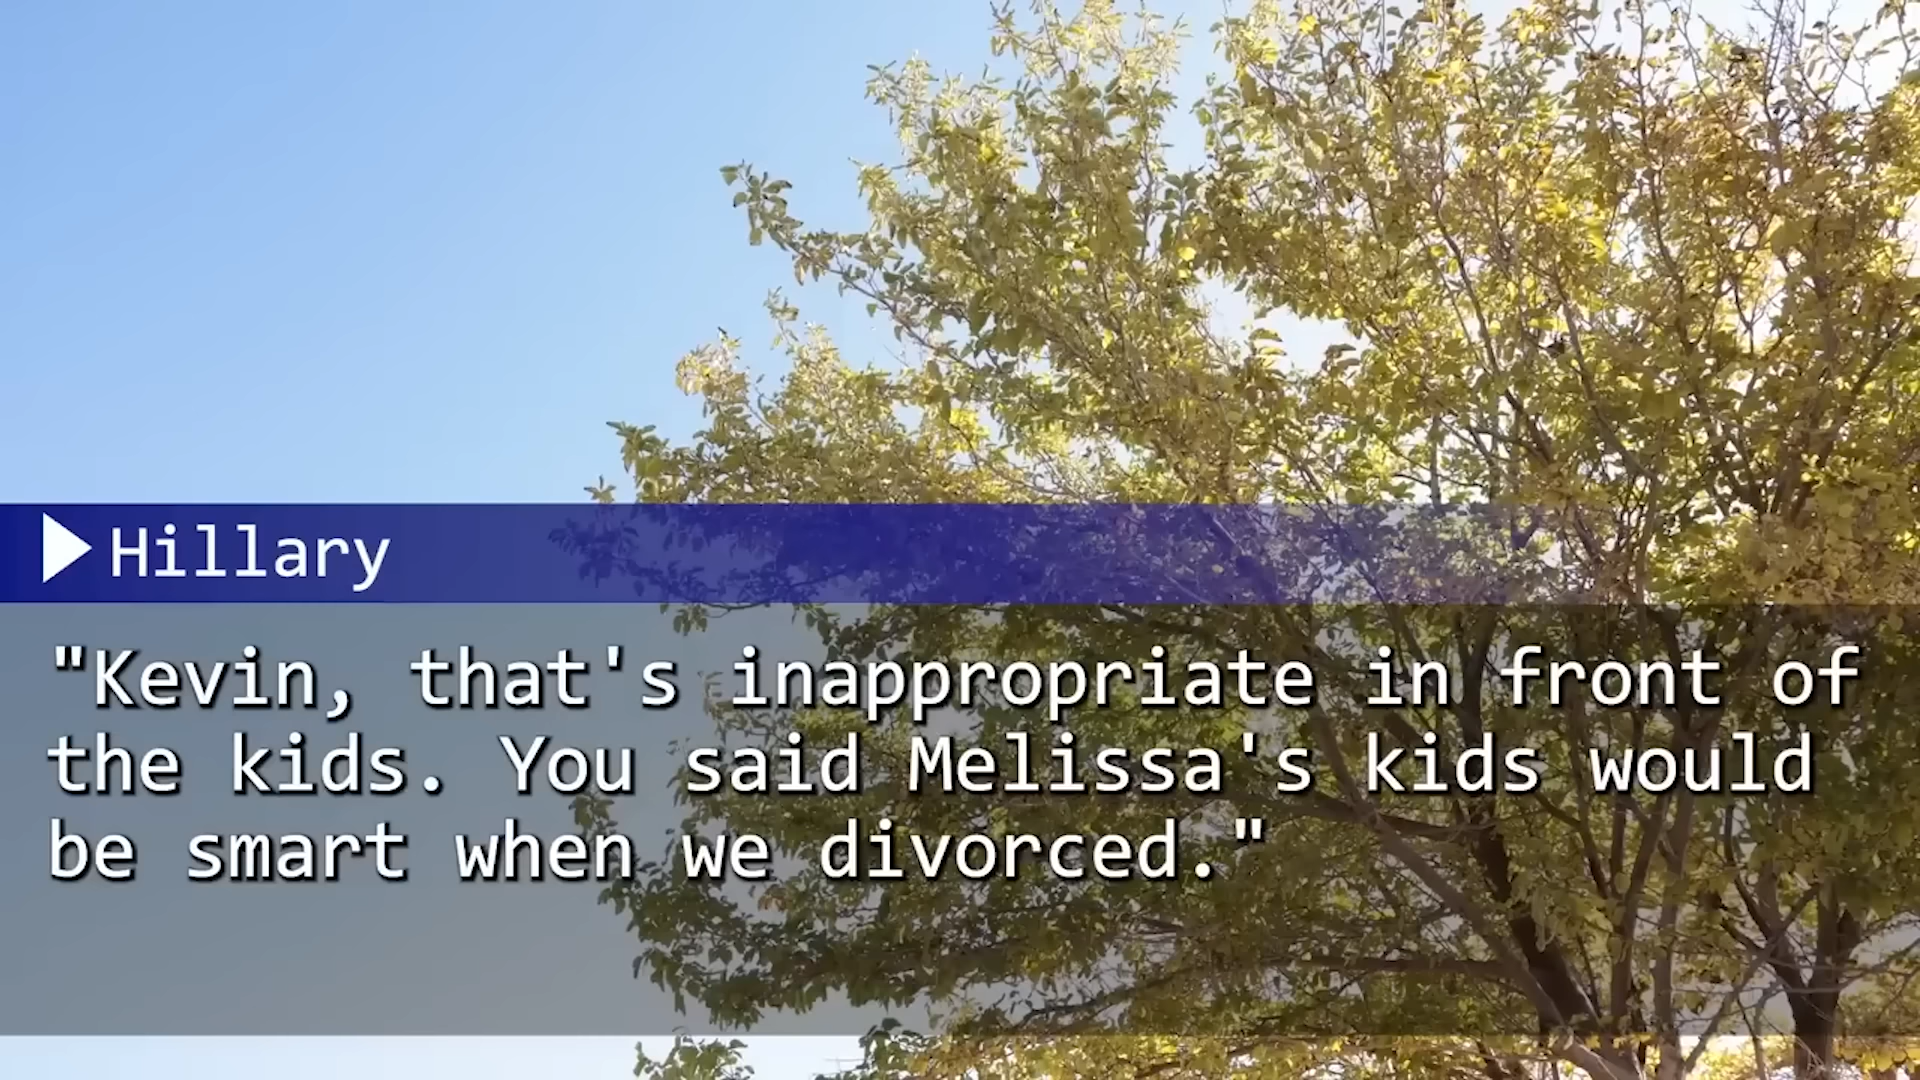 Hillary
"Kevin, that's inappropriate in front of
the kids. You said Melissa's kids would
be smart when we divorced."